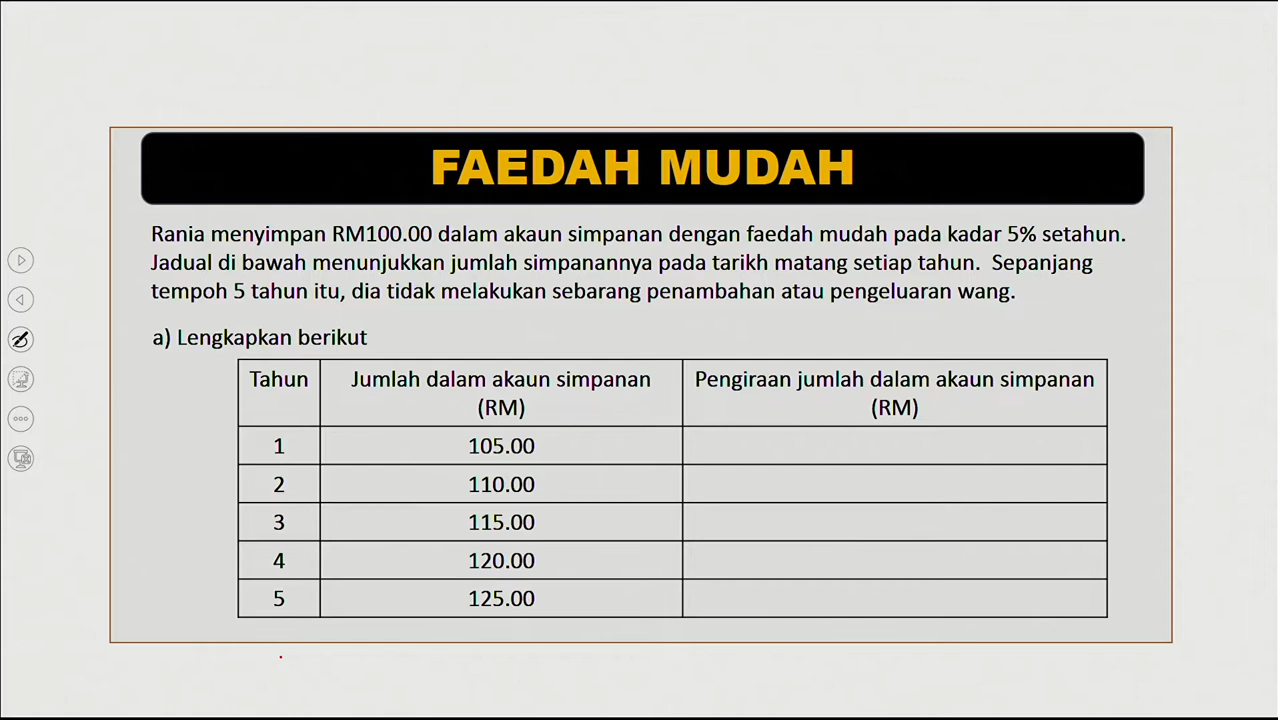 FAEDAH MUDAH
Rania menyimpan RM100.00 dalam akaun simpanan dengan faedah mudah pada kadar 5% setahun.
Jadual di bawah menunjukkan jumlah simpanannya pada tarikh matang setiap tahun. Sepanjang
tempoh 5 tahun itu, dia tidak melakukan sebarang penambahan atau pengeluaran wang.
a) Lengkapkan berikut
Tahun Jumlah dalam akaun simpanan (RM) Pengiraan jumlah dalam akaun simpanan (RM)
1 105.00
2 110.00
3 115.00
4 120.00
5 125.00